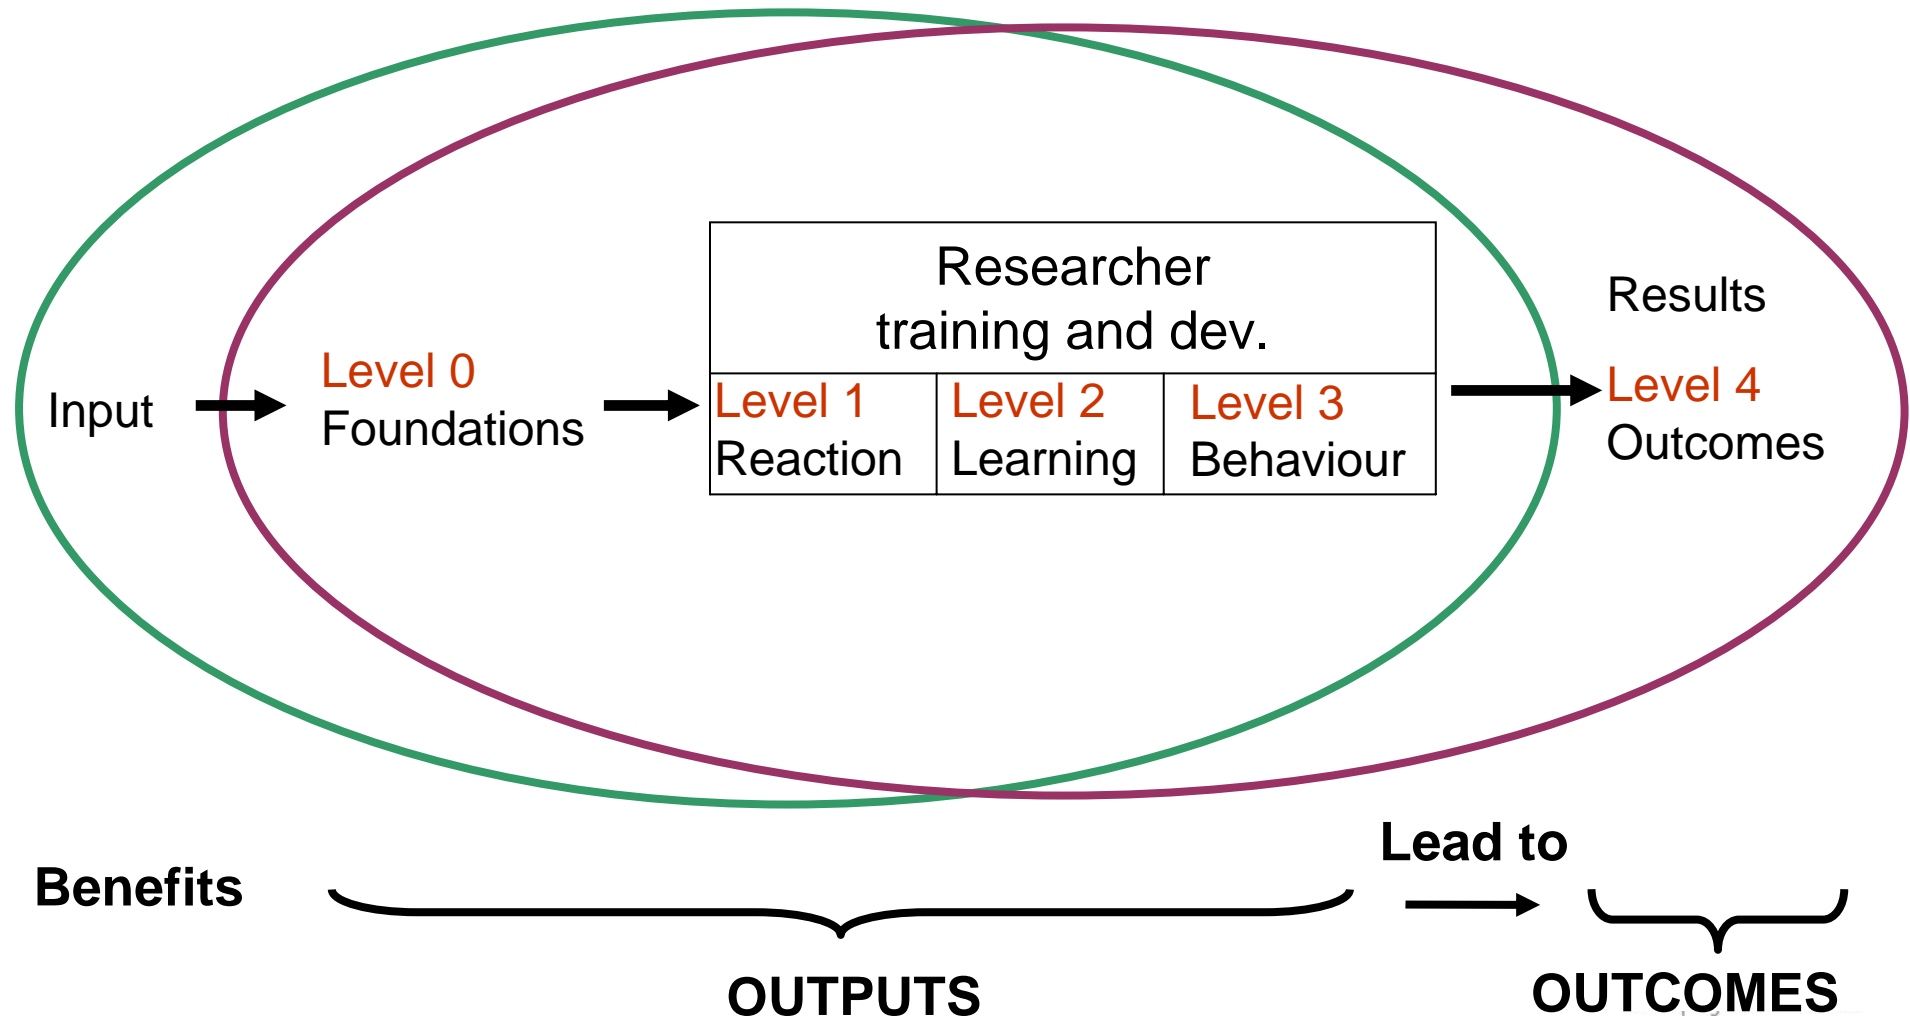 Input
Level 0
Foundations
Researcher
training and dev.
Level 1
Reaction
Level 2
Learning
Level 3
Behaviour
Results
Level 4
Outcomes
Benefits
Lead to
OUTPUTS
OUTCOMES